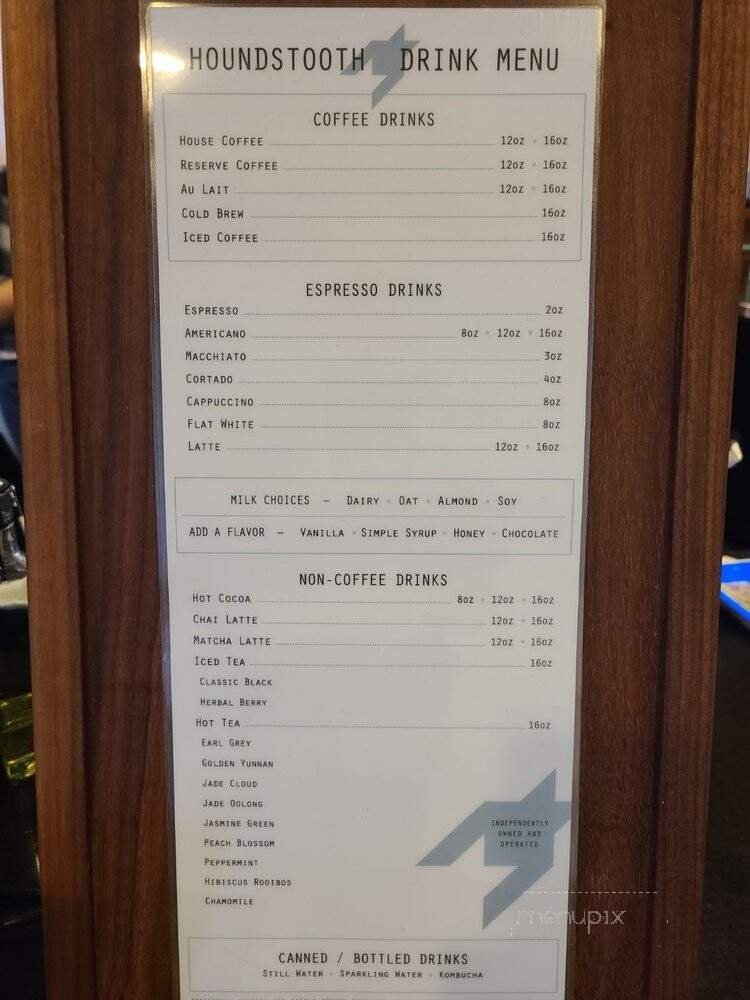 HOUNDSTOOTH DRINK MENU
COFFEE DRINKS
HOUSE COFFEE 12oz • 16oz
RESERVE COFFEE 12oz • 16oz
AU LAIT 12oz • 16oz
COLD BREW 16oz
ICED COFFEE 16oz
ESPRESSO DRINKS
ESPRESSO 2oz
AMERICANO 8oz • 12oz • 16oz
MACCHIATO 3oz
CORTADO 4oz
CAPPUCCINO 8oz
FLAT WHITE 8oz
LATTE 12oz • 16oz
MILK CHOICES – DAIRY • OAT • ALMOND • SOY
ADD A FLAVOR – VANILLA • SIMPLE SYRUP • HONEY • CHOCOLATE
NON-COFFEE DRINKS
HOT COCOA 8oz • 12oz • 16oz
CHAI LATTE 12oz • 16oz
MATCHA LATTE 12oz • 16oz
ICED TEA 16oz
CLASSIC BLACK
HERBAL BERRY
HOT TEA 16oz
EARL GREY
GOLDEN YUNNAN
JADE CLOUD
JADE OOLONG
JASMINE GREEN
PEACH BLOSSOM
PEPPERMINT
HIBISCUS ROOIBOS
CHAMOMILE
INDEPENDENTLY
OWNED AND
OPERATED
menupix
CANNED / BOTTLED DRINKS
STILL WATER • SPARKLING WATER • KOMBUCHA